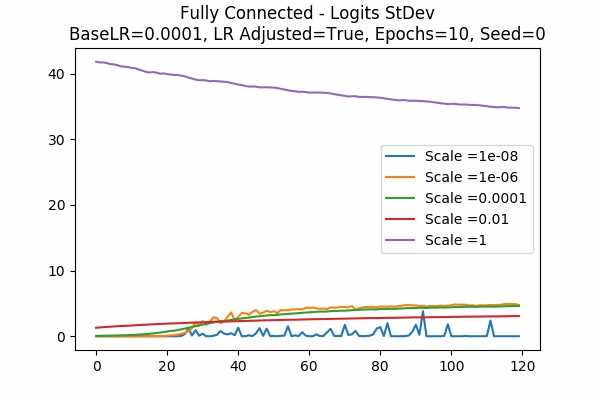 Fully Connected - Logits StDev
BaseLR=0.0001, LR Adjusted=True, Epochs=10, Seed=0
40
30
20
10
0
Scale =1e-08
Scale =1e-06
Scale =0.0001
Scale =0.01
Scale =1
0 20 40 60 80 100 120